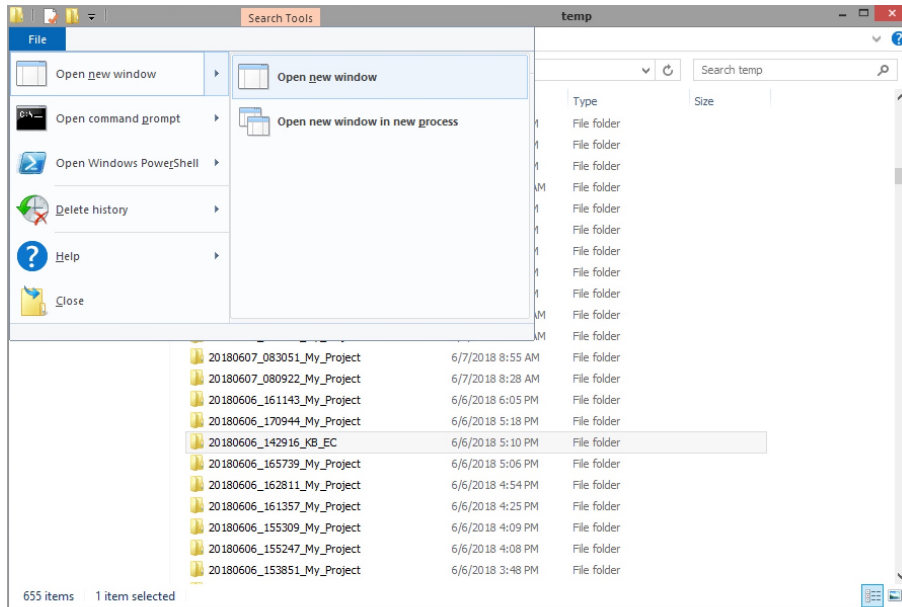 Search Tools
temp
File
Open new window
Open new window
Search temp
Type
Size
Open command prompt
Open new window in new process
File folder
File folder
Open Windows PowerShell
File folder
AM
File folder
Delete history
File folder
File folder
Help
File folder
File folder
Close
File folder
AM
File folder
AM
File folder
20180607_083051_My_Project 6/7/2018 8:55 AM File folder
20180607_080922_My_Project 6/7/2018 8:28 AM File folder
20180606_161143_My_Project 6/6/2018 6:05 PM File folder
20180606_170944_My_Project 6/6/2018 5:18 PM File folder
20180606_142916_KB_EC 6/6/2018 5:10 PM File folder
20180606_165739_My_Project 6/6/2018 5:06 PM File folder
20180606_162811_My_Project 6/6/2018 4:54 PM File folder
20180606_161357_My_Project 6/6/2018 4:25 PM File folder
20180606_155309_My_Project 6/6/2018 4:09 PM File folder
20180606_155247_My_Project 6/6/2018 4:08 PM File folder
20180606_153851_My_Project 6/6/2018 3:48 PM File folder
655 items 1 item selected